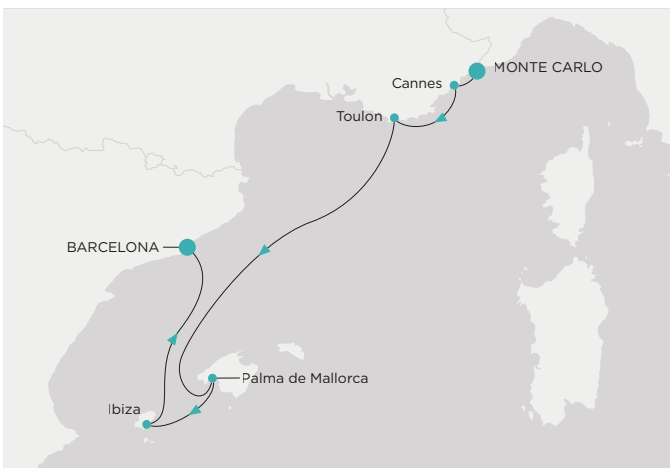 MONTE CARLO
Cannes
Toulon
BARCELONA
Palma de Mallorca
Ibiza